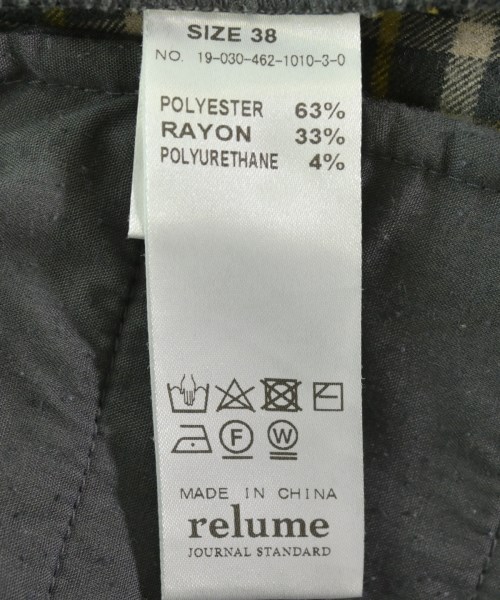 SIZE 38
NO. 19-030-462-1010-3-0
POLYESTER 63%
RAYON 33%
POLYURETHANE 4%
F W
MADE IN CHINA
relume
JOURNAL STANDARD